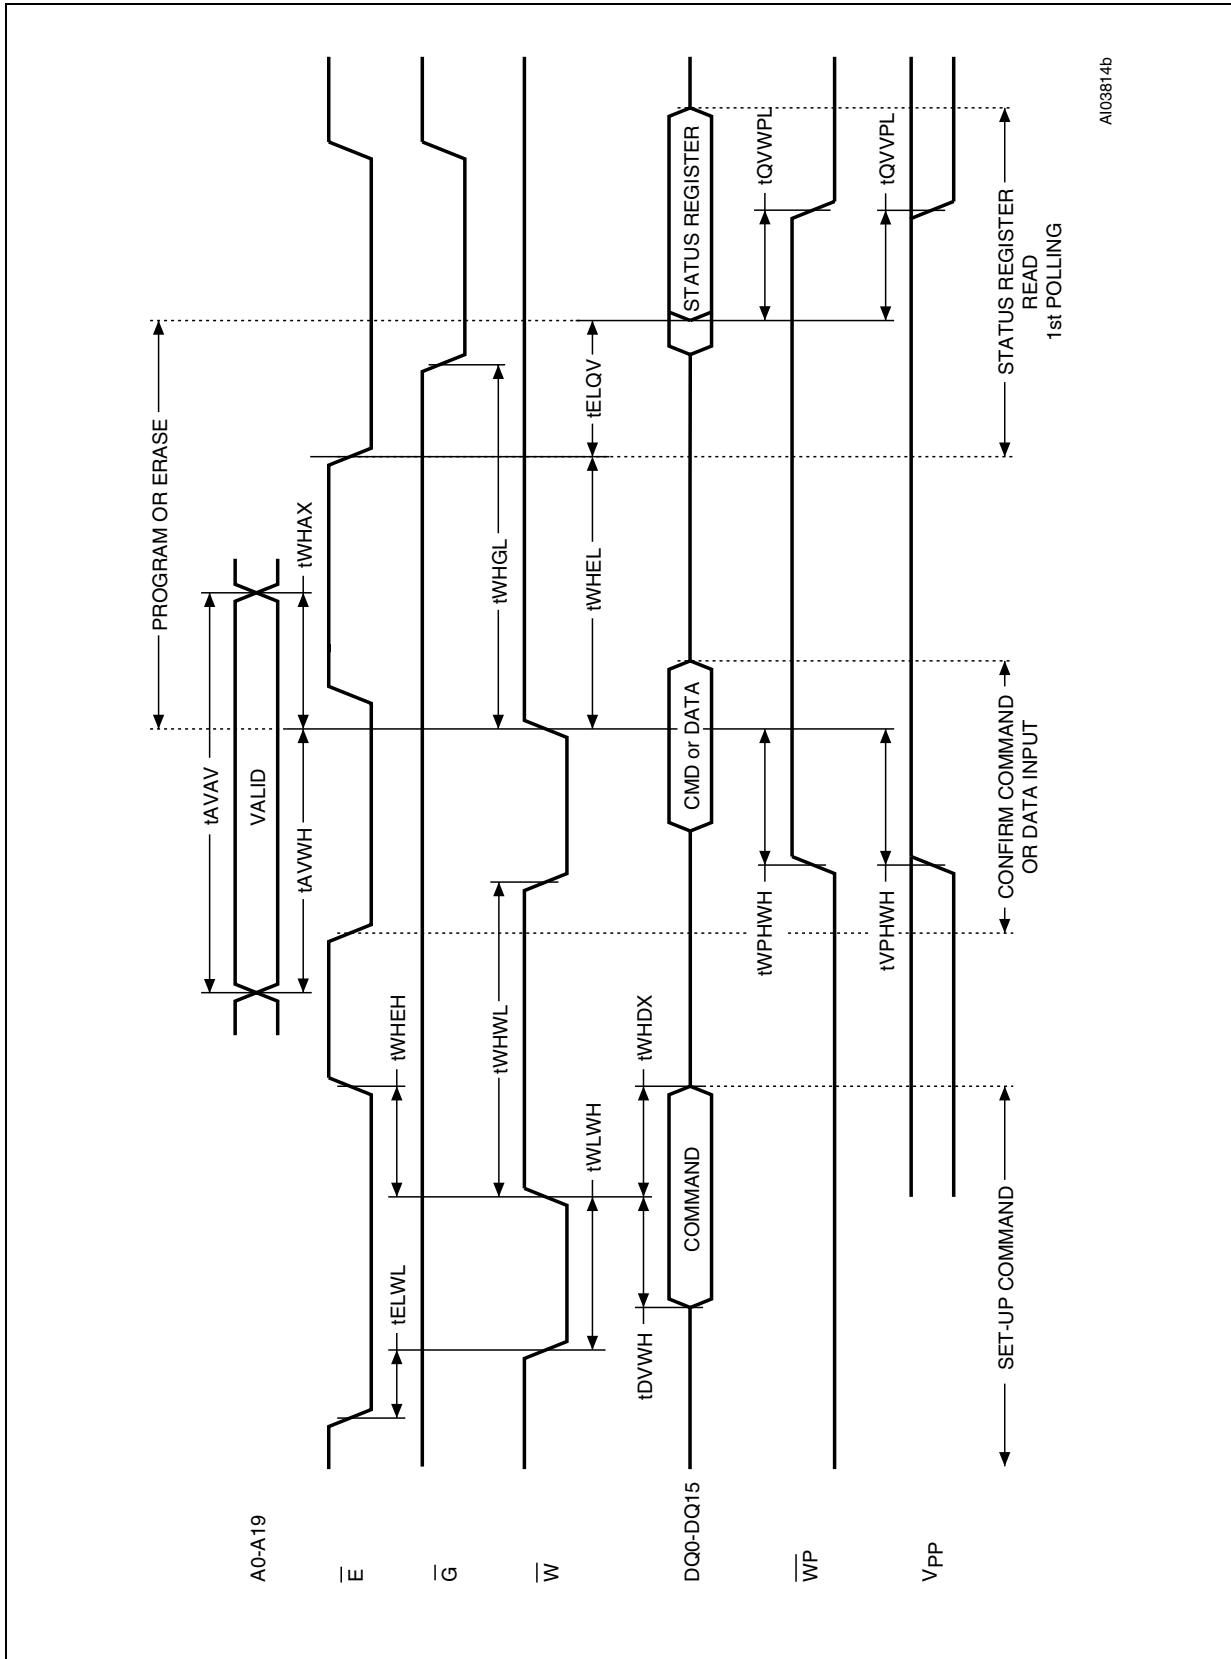 A0-A19
VALID
tAVAV
PROGRAM OR ERASE
tAVWH
tWHAX
E
tELWL
tWHEH
G
tWHWL
tWHGL
W
tWLWH
tWHEL
tELQV
tDVWH
tWHDX
DQ0-DQ15
COMMAND
CMD or DATA
STATUS REGISTER
tWPHWH
tQVWPL
WP
tVPHWH
tQVVPL
VPP
SET-UP COMMAND
CONFIRM COMMAND
OR DATA INPUT
STATUS REGISTER
READ
1st POLLING
AI03814b